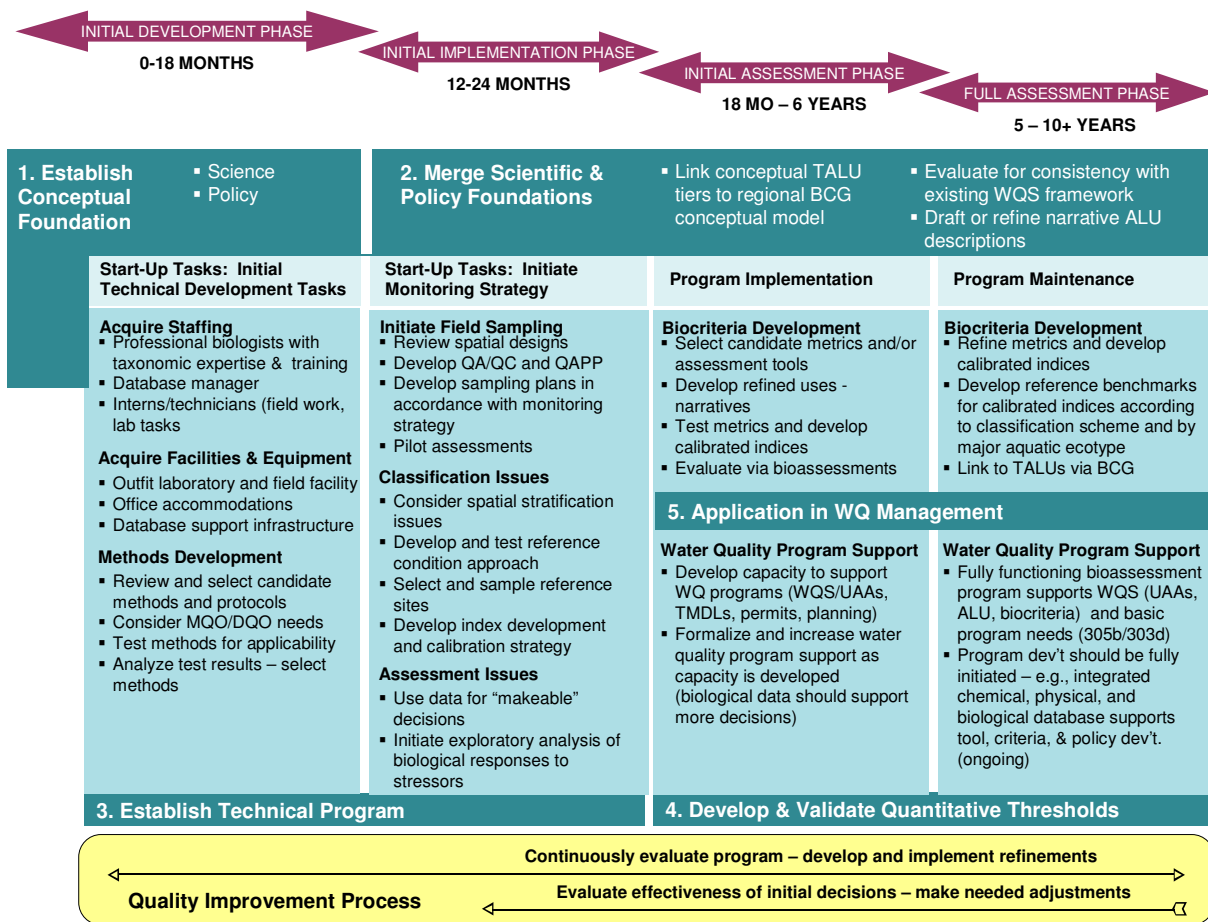 INITIAL DEVELOPMENT PHASE
0-18 MONTHS
INITIAL IMPLEMENTATION PHASE
12-24 MONTHS
INITIAL ASSESSMENT PHASE
18 MO – 6 YEARS
FULL ASSESSMENT PHASE
5 – 10+ YEARS
1. Establish
Conceptual
Foundation
▪ Science
▪ Policy
2. Merge Scientific &
Policy Foundations
▪ Link conceptual TALU
tiers to regional BCG
conceptual model
▪ Evaluate for consistency with
existing WQS framework
▪ Draft or refine narrative ALU
descriptions
Start-Up Tasks: Initial
Technical Development Tasks
Acquire Staffing
▪ Professional biologists with
taxonomic expertise & training
▪ Database manager
▪ Interns/technicians (field work,
lab tasks
Acquire Facilities & Equipment
▪ Outfit laboratory and field facility
▪ Office accommodations
▪ Database support infrastructure
Methods Development
▪ Review and select candidate
methods and protocols
▪ Consider MQO/DQO needs
▪ Test methods for applicability
▪ Analyze test results – select
methods
Start-Up Tasks: Initiate
Monitoring Strategy
Initiate Field Sampling
▪ Review spatial designs
▪ Develop QA/QC and QAPP
▪ Develop sampling plans in
accordance with monitoring
strategy
▪ Pilot assessments
Classification Issues
▪ Consider spatial stratification
issues
▪ Develop and test reference
condition approach
▪ Select and sample reference
sites
▪ Develop index development
and calibration strategy
Assessment Issues
▪ Use data for “makeable”
decisions
▪ Initiate exploratory analysis of
biological responses to
stressors
3. Establish Technical Program
Program Implementation
Biocriteria Development
▪ Select candidate metrics and/or
assessment tools
▪ Develop refined uses -
narratives
▪ Test metrics and develop
calibrated indices
▪ Evaluate via bioassessments
Program Maintenance
Biocriteria Development
▪ Refine metrics and develop
calibrated indices
▪ Develop reference benchmarks
for calibrated indices according
to classification scheme and by
major aquatic ecotype
▪ Link to TALUs via BCG
5. Application in WQ Management
Water Quality Program Support
▪ Develop capacity to support
WQ programs (WQS/UAAs,
TMDLs, permits, planning)
▪ Formalize and increase water
quality program support as
capacity is developed
(biological data should support
more decisions)
Water Quality Program Support
▪ Fully functioning bioassessment
program supports WQS (UAAs,
ALU, biocriteria) and basic
program needs (305b/303d)
▪ Program dev’t should be fully
initiated – e.g., integrated
chemical, physical, and
biological database supports
tool, criteria, & policy dev’t.
(ongoing)
4. Develop & Validate Quantitative Thresholds
Continuously evaluate program – develop and implement refinements
Quality Improvement Process
Evaluate effectiveness of initial decisions – make needed adjustments